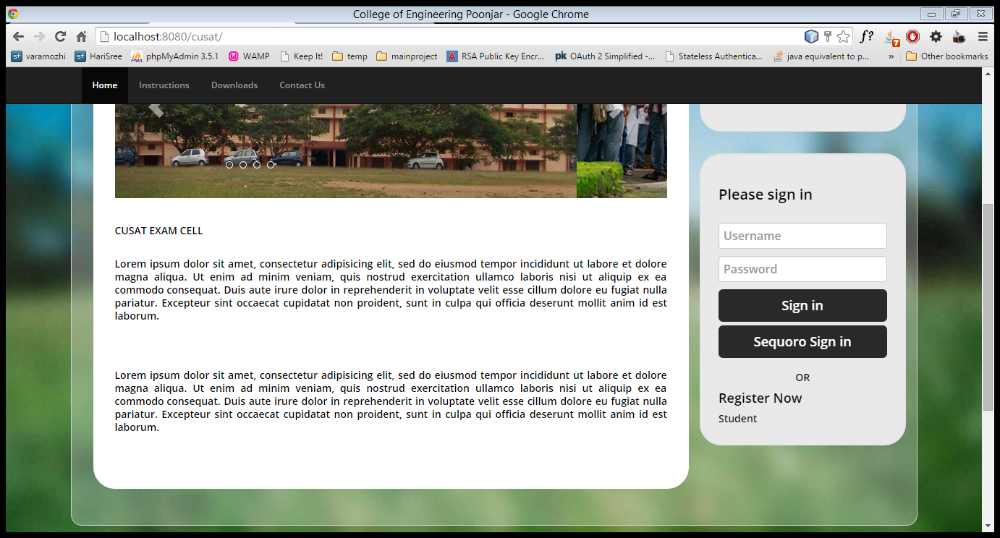 College of Engineering Poonjar - Google Chrome
localhost:8080/cusat/
f?
7
sf varamozhi sf HariSree PMA phpMyAdmin 3.5.1 WAMP Keep It! temp mainproject RSA Public Key Encr... pk OAuth 2 Simplified -... Stateless Authentica... java equivalent to p... » Other bookmarks
Home Instructions Downloads Contact Us
CUSAT EXAM CELL
Lorem ipsum dolor sit amet, consectetur adipisicing elit, sed do eiusmod tempor incididunt ut labore et dolore
magna aliqua. Ut enim ad minim veniam, quis nostrud exercitation ullamco laboris nisi ut aliquip ex ea
commodo consequat. Duis aute irure dolor in reprehenderit in voluptate velit esse cillum dolore eu fugiat nulla
pariatur. Excepteur sint occaecat cupidatat non proident, sunt in culpa qui officia deserunt mollit anim id est
laborum.
Lorem ipsum dolor sit amet, consectetur adipisicing elit, sed do eiusmod tempor incididunt ut labore et dolore
magna aliqua. Ut enim ad minim veniam, quis nostrud exercitation ullamco laboris nisi ut aliquip ex ea
commodo consequat. Duis aute irure dolor in reprehenderit in voluptate velit esse cillum dolore eu fugiat nulla
pariatur. Excepteur sint occaecat cupidatat non proident, sunt in culpa qui officia deserunt mollit anim id est
laborum.
Please sign in
Username
Password
Sign in
Sequoro Sign in
OR
Register Now
Student